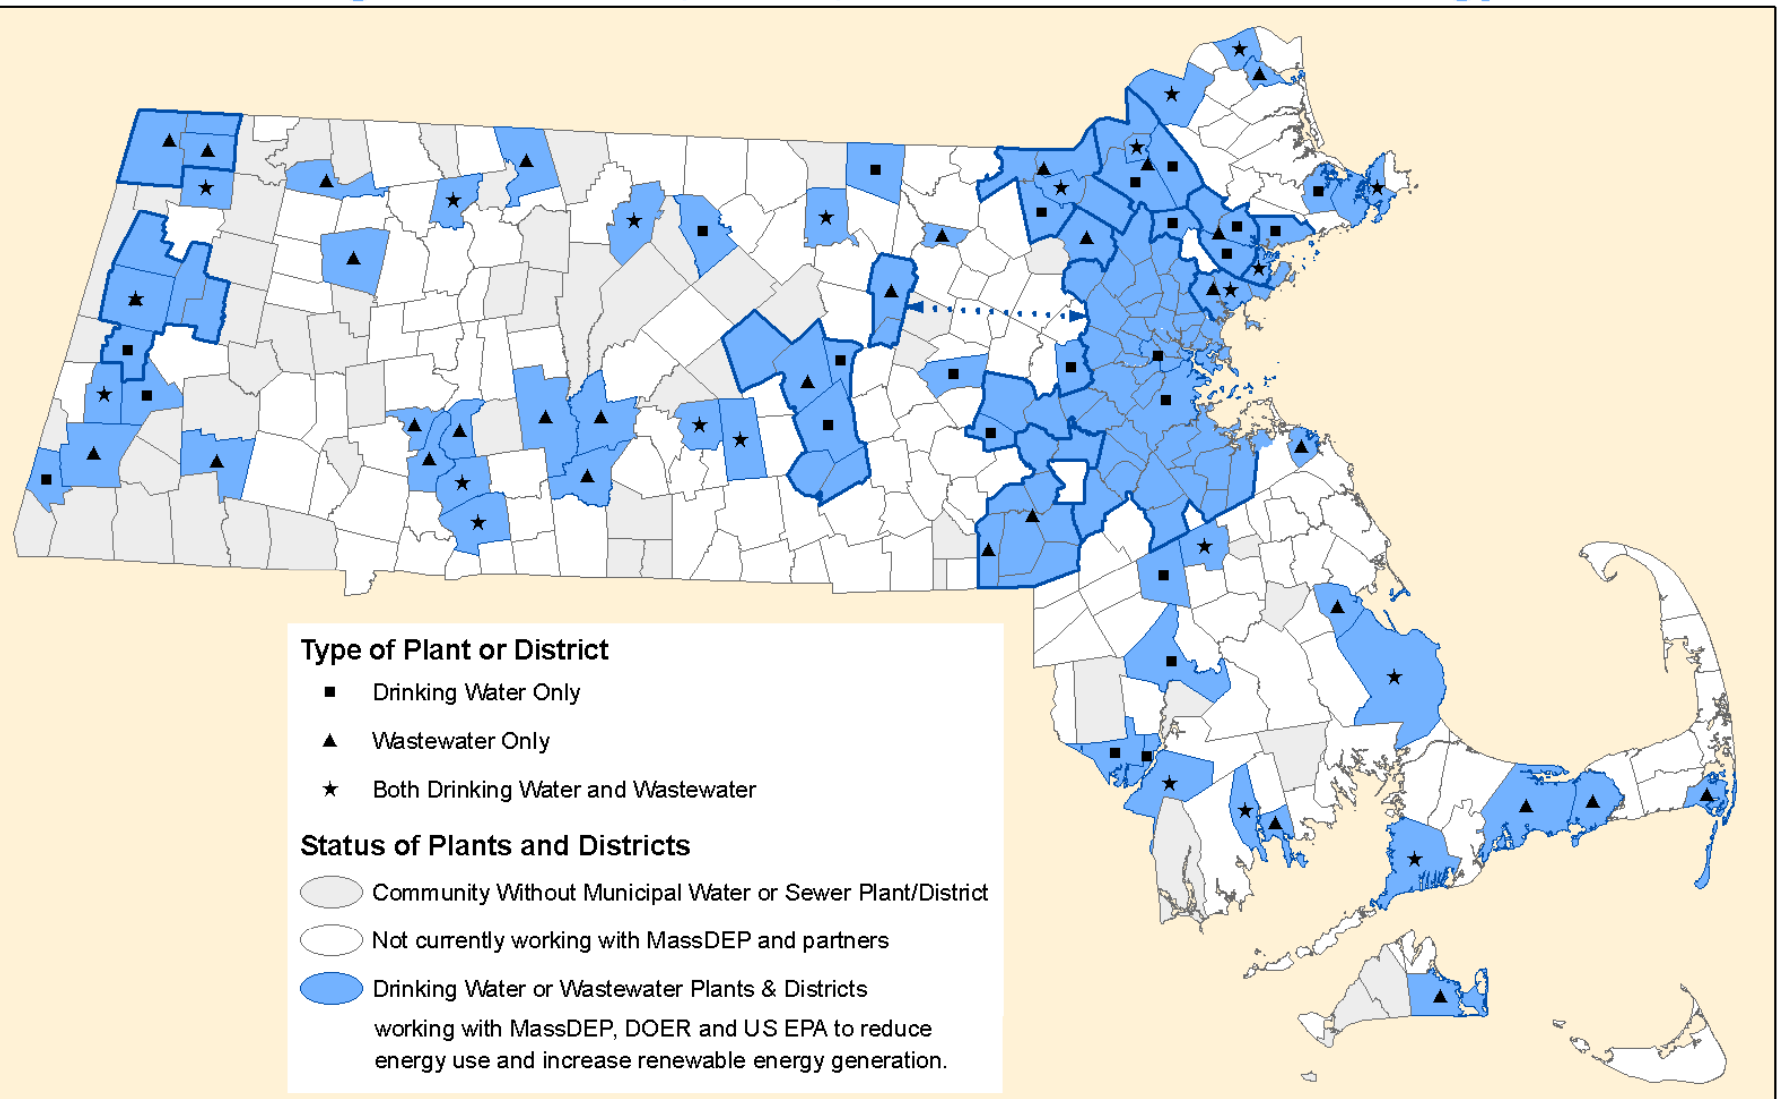 Type of Plant or District
Drinking Water Only
Wastewater Only
Both Drinking Water and Wastewater
Status of Plants and Districts
Community Without Municipal Water or Sewer Plant/District
Not currently working with MassDEP and partners
Drinking Water or Wastewater Plants & Districts
working with MassDEP, DOER and US EPA to reduce
energy use and increase renewable energy generation.